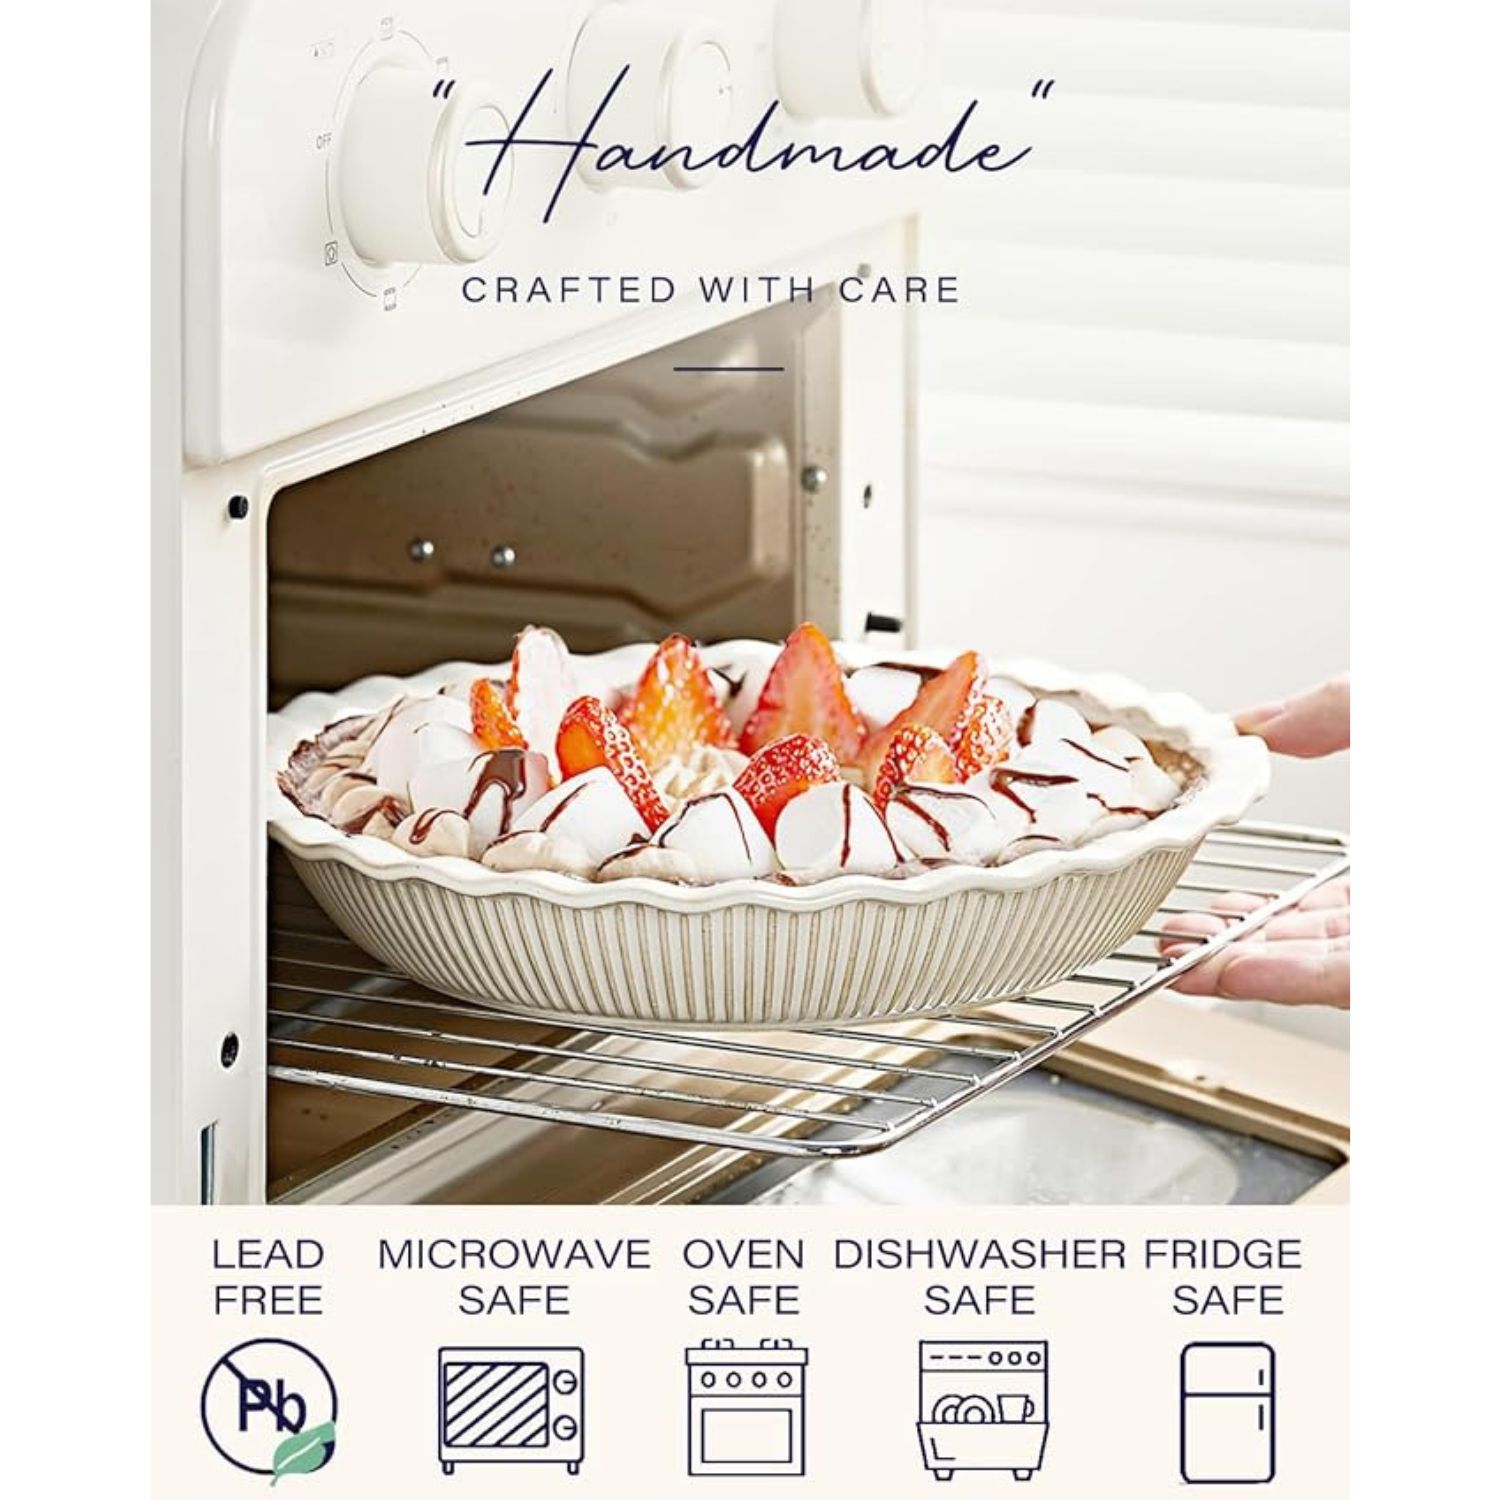 OFF
"Handmade"
CRAFTED WITH CARE
LEAD FREE
MICROWAVE SAFE
OVEN SAFE
DISHWASHER SAFE
FRIDGE SAFE
Pb